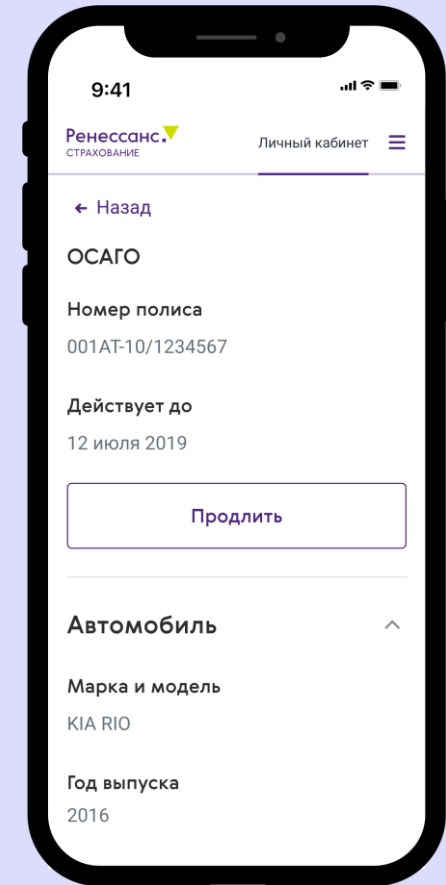 9:41
Ренессанс.
СТРАХОВАНИЕ
Личный кабинет
← Назад
ОСАГО
Номер полиса
001AT-10/1234567
Действует до
12 июля 2019
Продлить
Автомобиль
Марка и модель
KIA RIO
Год выпуска
2016